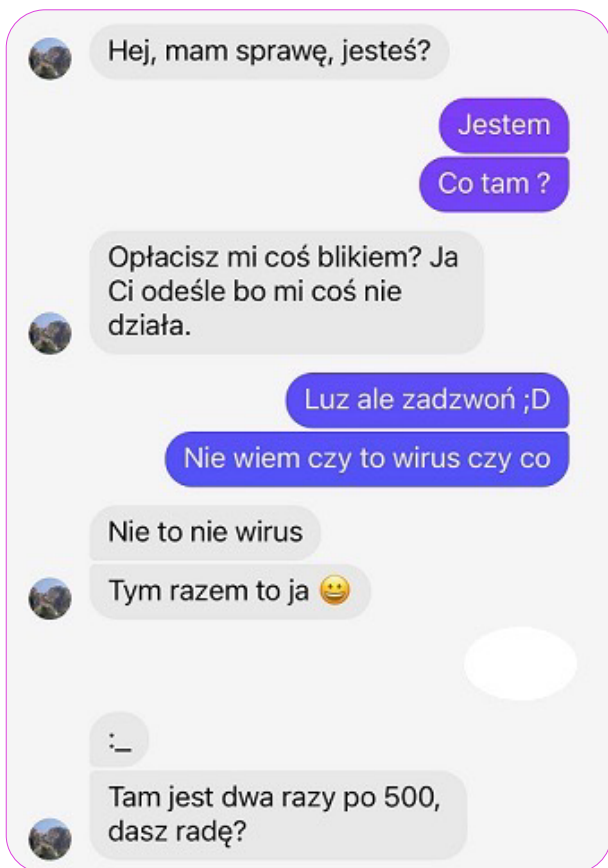 Hej, mam sprawę, jesteś?
Jestem
Co tam ?
Opłacisz mi coś blikiem? Ja
Ci odeśle bo mi coś nie
działa.
Luz ale zadzwoń ;D
Nie wiem czy to wirus czy co
Nie to nie wirus
Tym razem to ja 😀
:_
Tam jest dwa razy po 500,
dasz radę?